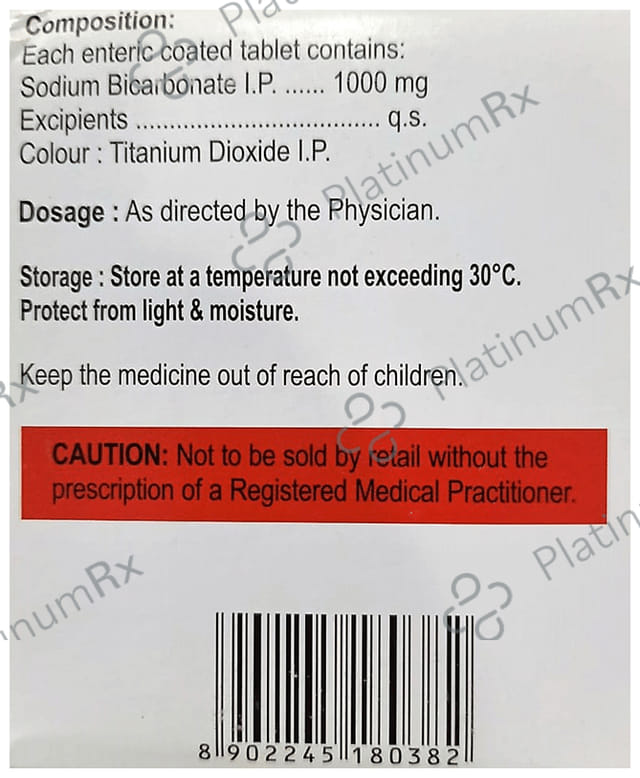 Composition:
Each enteric coated tablet contains:
Sodium Bicarbonate I.P. ...... 1000 mg
Excipients .................................. q.s.
Colour : Titanium Dioxide I.P.
Dosage : As directed by the Physician.
Storage : Store at a temperature not exceeding 30°C.
Protect from light & moisture.
Keep the medicine out of reach of children.
CAUTION: Not to be sold by retail without the
prescription of a Registered Medical Practitioner.
8 902245 180382
PlatinumRx
PlatinumRx